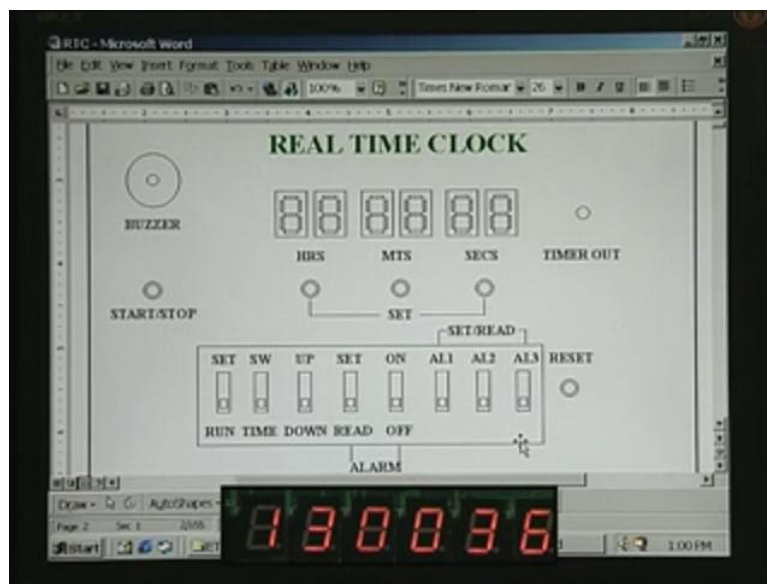 RTC - Microsoft Word
File Edit View Insert Format Tools Table Window Help
100% Times New Roman 26 B I U
REAL TIME CLOCK
BUZZER
HRS MTS SECS TIMER OUT
START/STOP
SET
SET/READ
SET SW UP SET ON AL1 AL2 AL3 RESET
RUN TIME DOWN READ OFF
ALARM
Draw AutoShapes
Page 2 Sec 1
Start 1:00 PM
130036